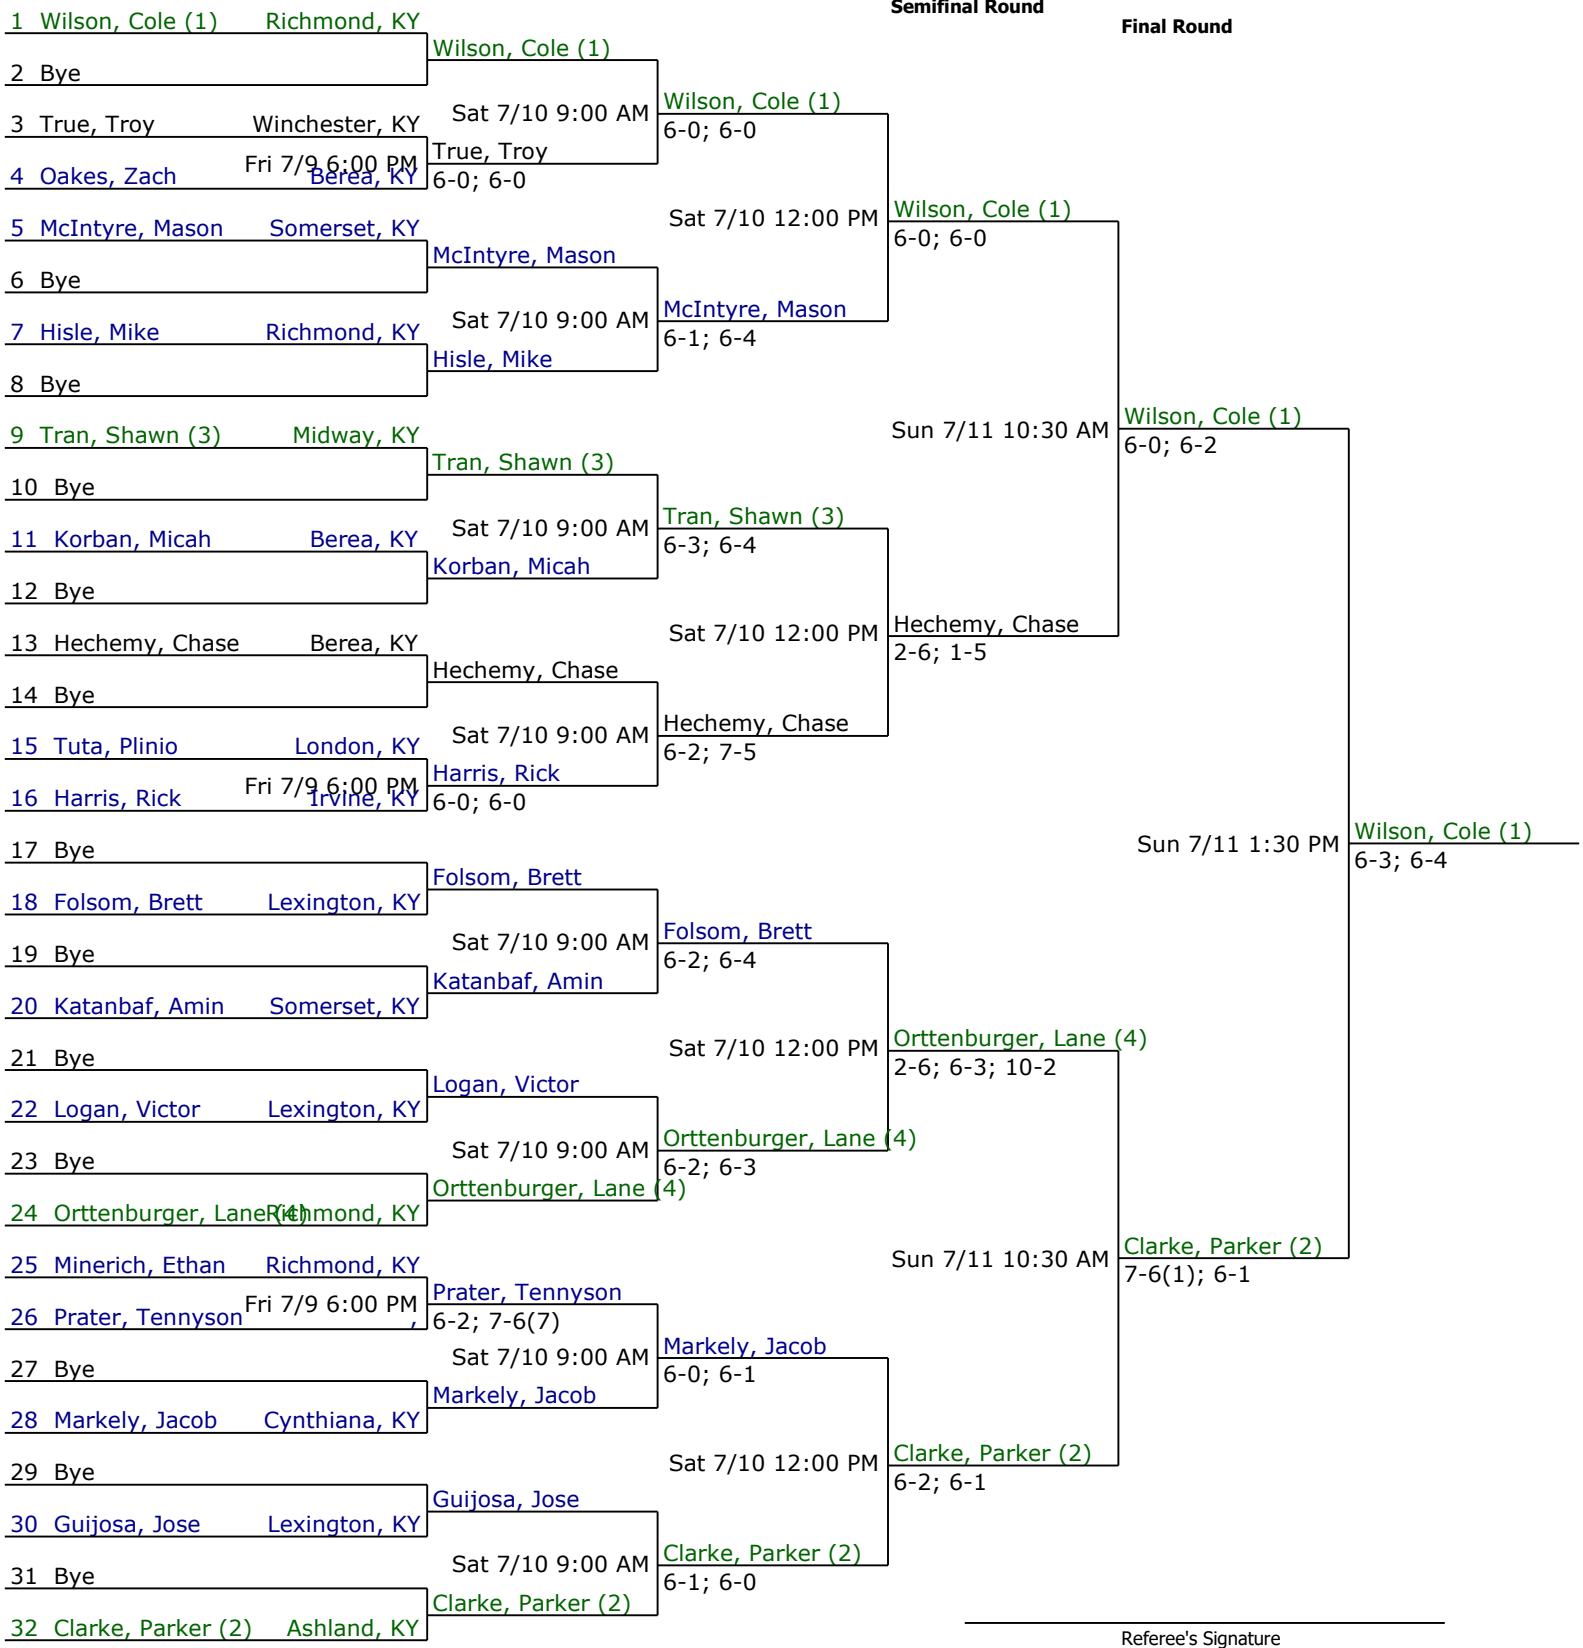 Semifinal Round
Final Round
1 Wilson, Cole (1) Richmond, KY
2 Bye
3 True, Troy Winchester, KY
Fri 7/9 6:00 PM
4 Oakes, Zach Berea, KY
5 McIntyre, Mason Somerset, KY
6 Bye
7 Hisle, Mike Richmond, KY
8 Bye
9 Tran, Shawn (3) Midway, KY
10 Bye
11 Korban, Micah Berea, KY
12 Bye
13 Hechemy, Chase Berea, KY
14 Bye
15 Tuta, Plinio London, KY
Fri 7/9 6:00 PM
16 Harris, Rick Irvine, KY
17 Bye
18 Folsom, Brett Lexington, KY
19 Bye
20 Katanbaf, Amin Somerset, KY
21 Bye
22 Logan, Victor Lexington, KY
23 Bye
24 Orttenburger, Lane (4) Richmond, KY
25 Minerich, Ethan Richmond, KY
Fri 7/9 6:00 PM
26 Prater, Tennyson ,
27 Bye
28 Markely, Jacob Cynthiana, KY
29 Bye
30 Guijosa, Jose Lexington, KY
31 Bye
32 Clarke, Parker (2) Ashland, KY
Wilson, Cole (1)
Sat 7/10 9:00 AM
True, Troy
6-0; 6-0
McIntyre, Mason
Sat 7/10 9:00 AM
Hisle, Mike
Tran, Shawn (3)
Sat 7/10 9:00 AM
Korban, Micah
Hechemy, Chase
Sat 7/10 9:00 AM
Harris, Rick
6-0; 6-0
Folsom, Brett
Sat 7/10 9:00 AM
Katanbaf, Amin
Logan, Victor
Sat 7/10 9:00 AM
Orttenburger, Lane (4)
Prater, Tennyson
6-2; 7-6(7)
Sat 7/10 9:00 AM
Markely, Jacob
Guijosa, Jose
Sat 7/10 9:00 AM
Clarke, Parker (2)
Wilson, Cole (1)
6-0; 6-0
Sat 7/10 12:00 PM
McIntyre, Mason
6-1; 6-4
Tran, Shawn (3)
6-3; 6-4
Sat 7/10 12:00 PM
Hechemy, Chase
6-2; 7-5
Folsom, Brett
6-2; 6-4
Sat 7/10 12:00 PM
Orttenburger, Lane (4)
6-2; 6-3
Markely, Jacob
6-0; 6-1
Sat 7/10 12:00 PM
Clarke, Parker (2)
6-1; 6-0
Wilson, Cole (1)
6-0; 6-0
Sun 7/11 10:30 AM
Hechemy, Chase
2-6; 1-5
Orttenburger, Lane (4)
2-6; 6-3; 10-2
Sun 7/11 10:30 AM
Clarke, Parker (2)
6-2; 6-1
Wilson, Cole (1)
6-0; 6-2
Sun 7/11 1:30 PM
Clarke, Parker (2)
7-6(1); 6-1
Wilson, Cole (1)
6-3; 6-4
Referee's Signature